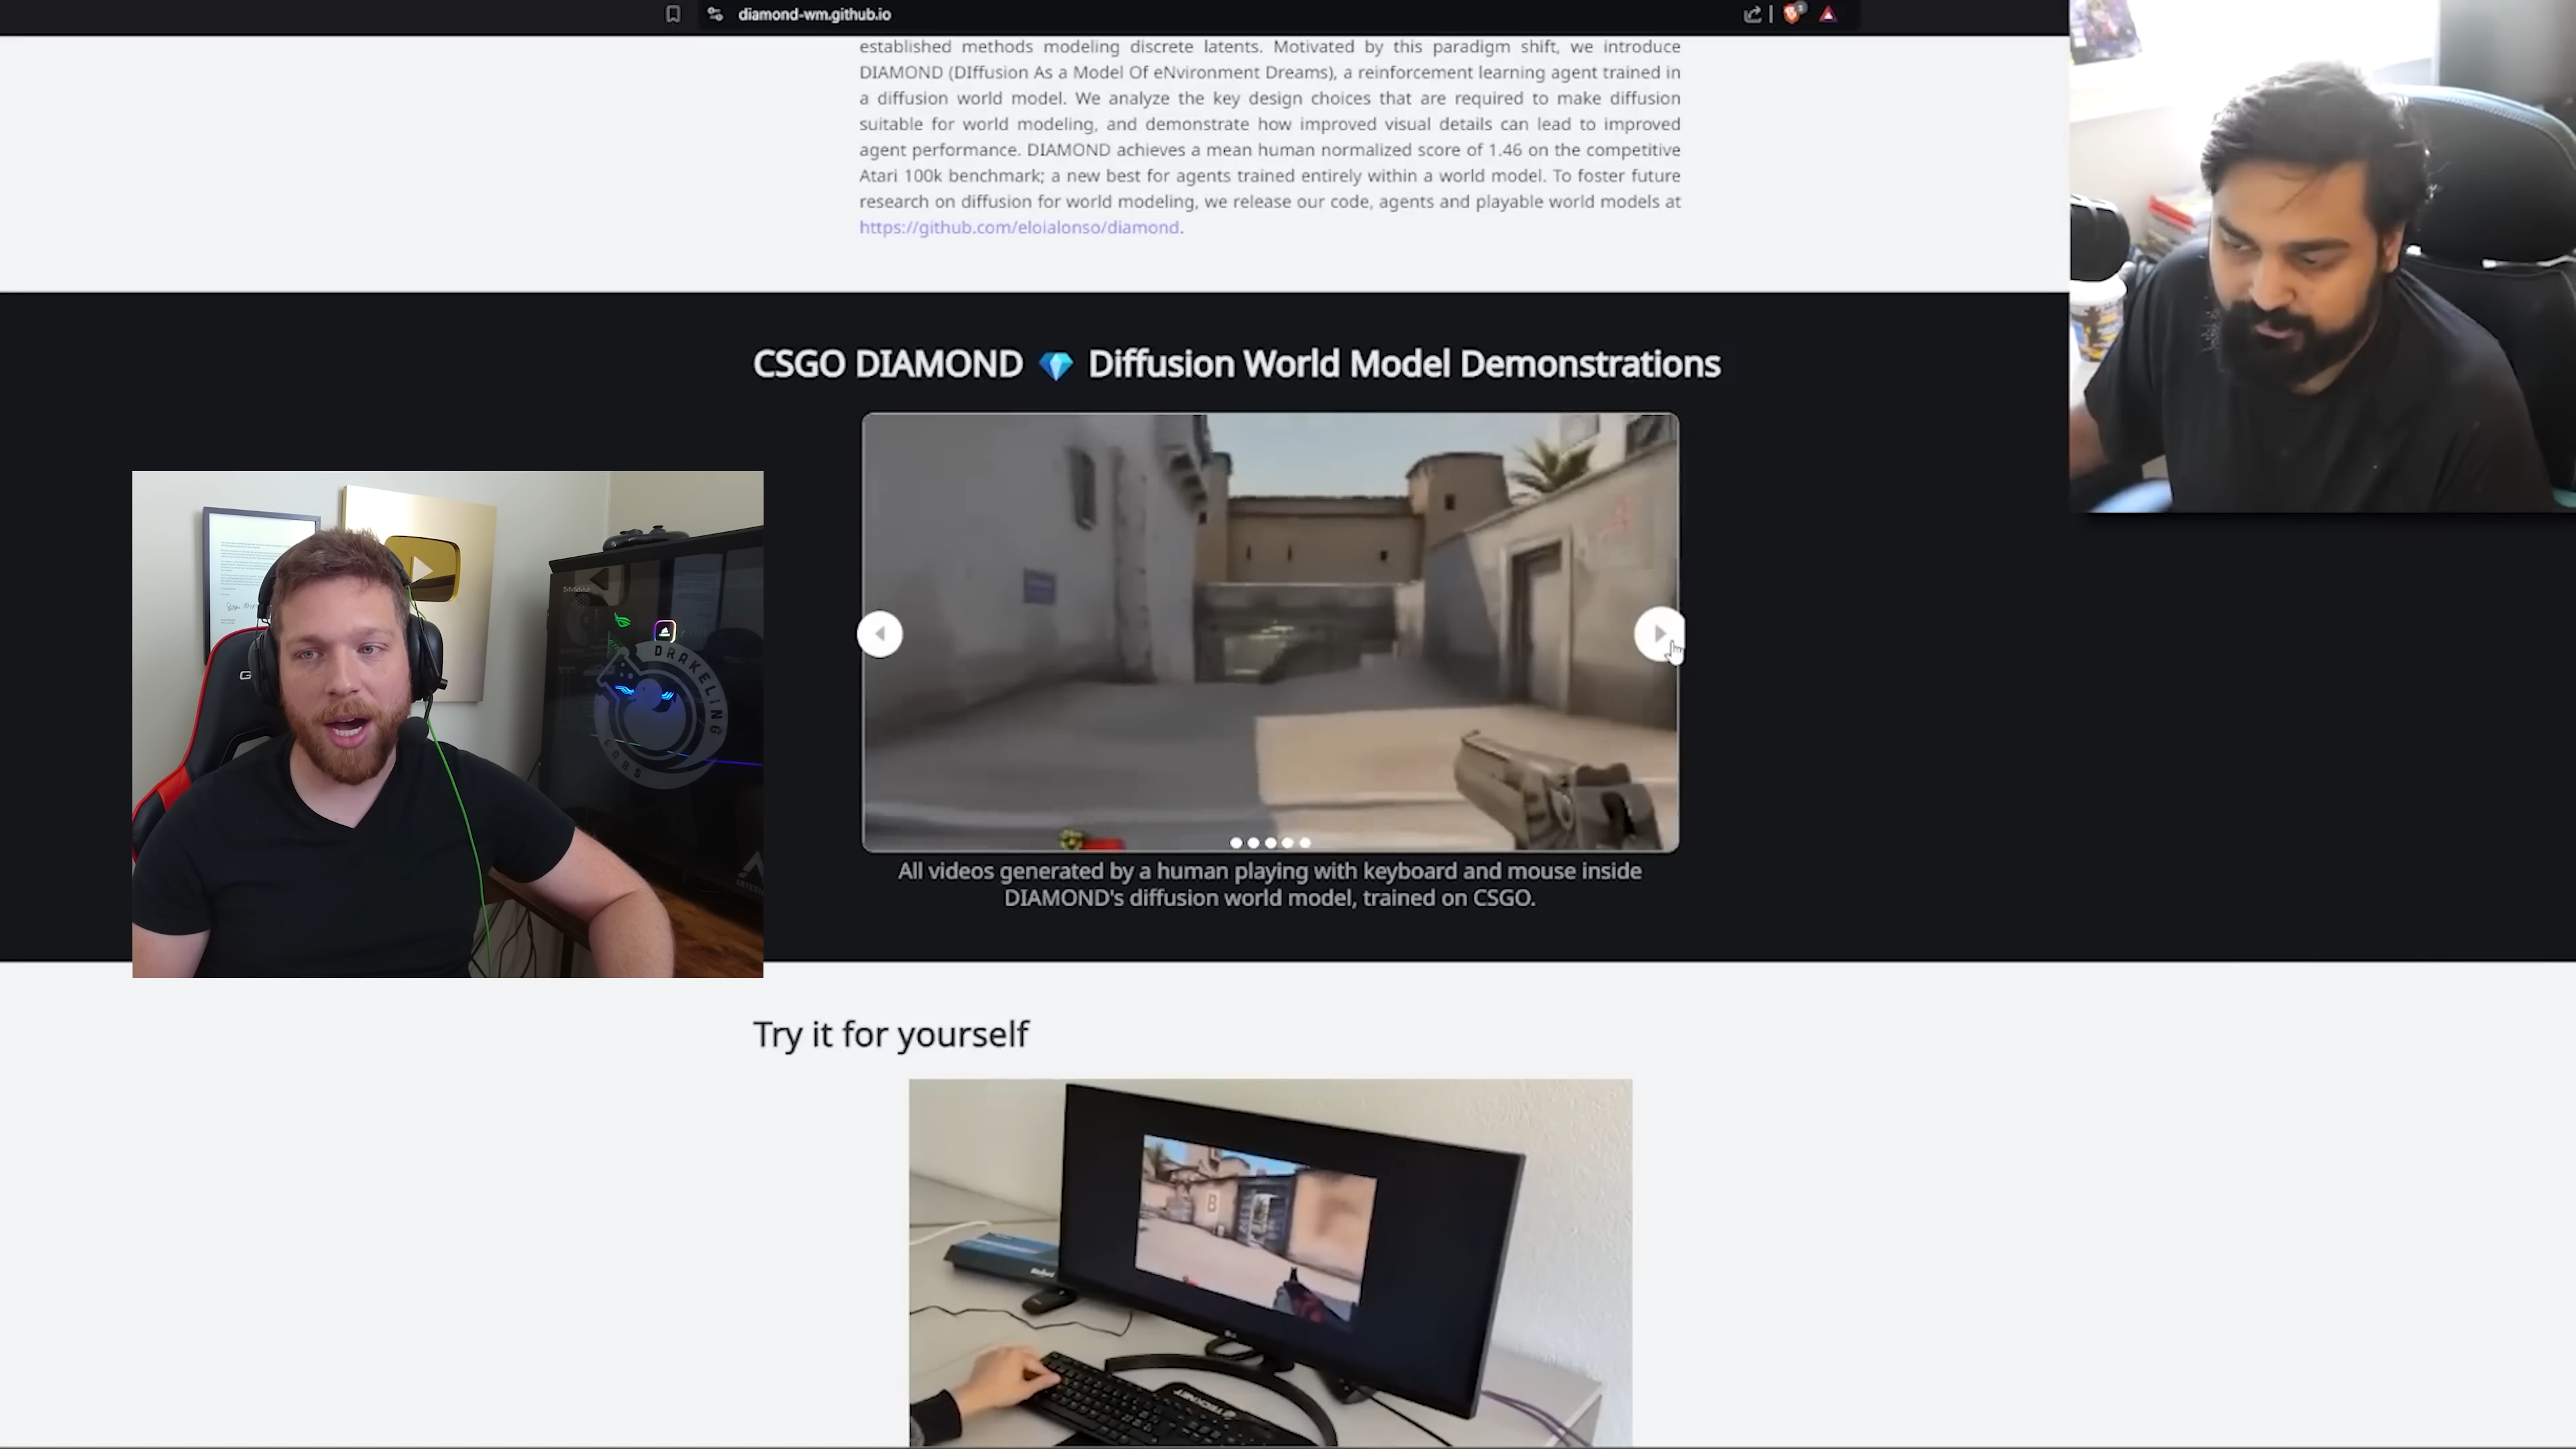 diamond-wm.github.io
established methods modeling discrete latents. Motivated by this paradigm shift, we introduce
DIAMOND (DIffusion As a Model Of eNvironment Dreams), a reinforcement learning agent trained in
a diffusion world model. We analyze the key design choices that are required to make diffusion
suitable for world modeling, and demonstrate how improved visual details can lead to improved
agent performance. DIAMOND achieves a mean human normalized score of 1.46 on the competitive
Atari 100k benchmark; a new best for agents trained entirely within a world model. To foster future
research on diffusion for world modeling, we release our code, agents and playable world models at
https://github.com/eloialonso/diamond.
CSGO DIAMOND 💎 Diffusion World Model Demonstrations
DRAKELING
LABS
All videos generated by a human playing with keyboard and mouse inside
DIAMOND's diffusion world model, trained on CSGO.
Try it for yourself
B